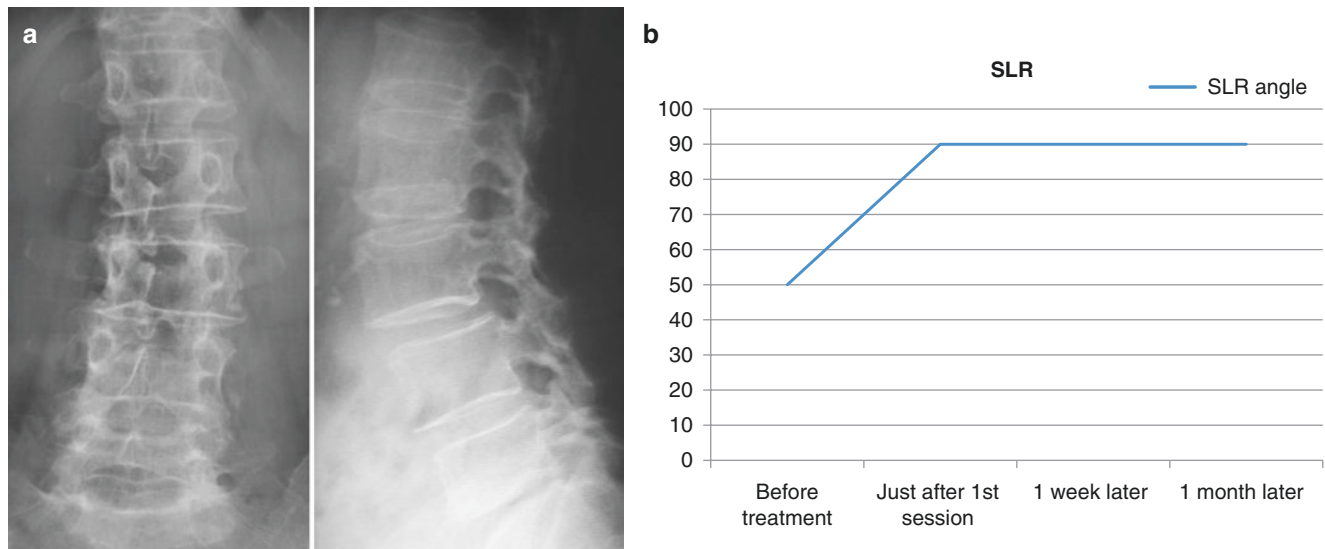 a
b
SLR
SLR angle
100
90
80
70
60
50
40
30
20
10
0
Before
treatment
Just after 1st
session
1 week later
1 month later